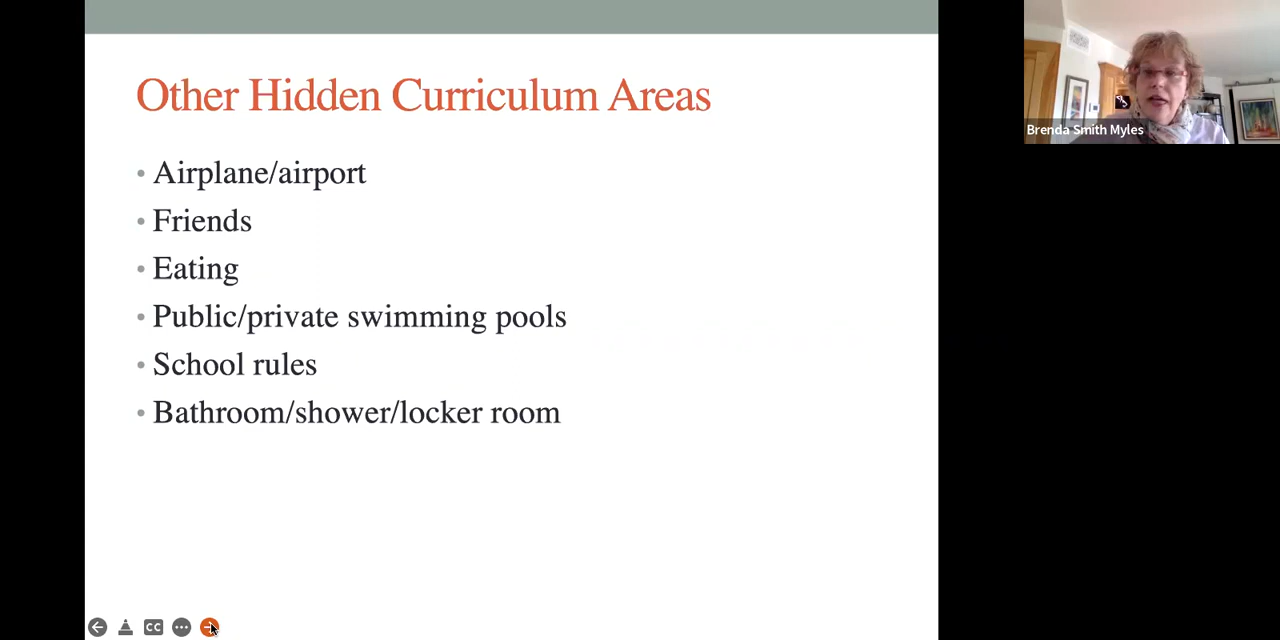 Other Hidden Curriculum Areas
• Airplane/airport
• Friends
• Eating
• Public/private swimming pools
• School rules
• Bathroom/shower/locker room
Brenda Smith Myles
CC